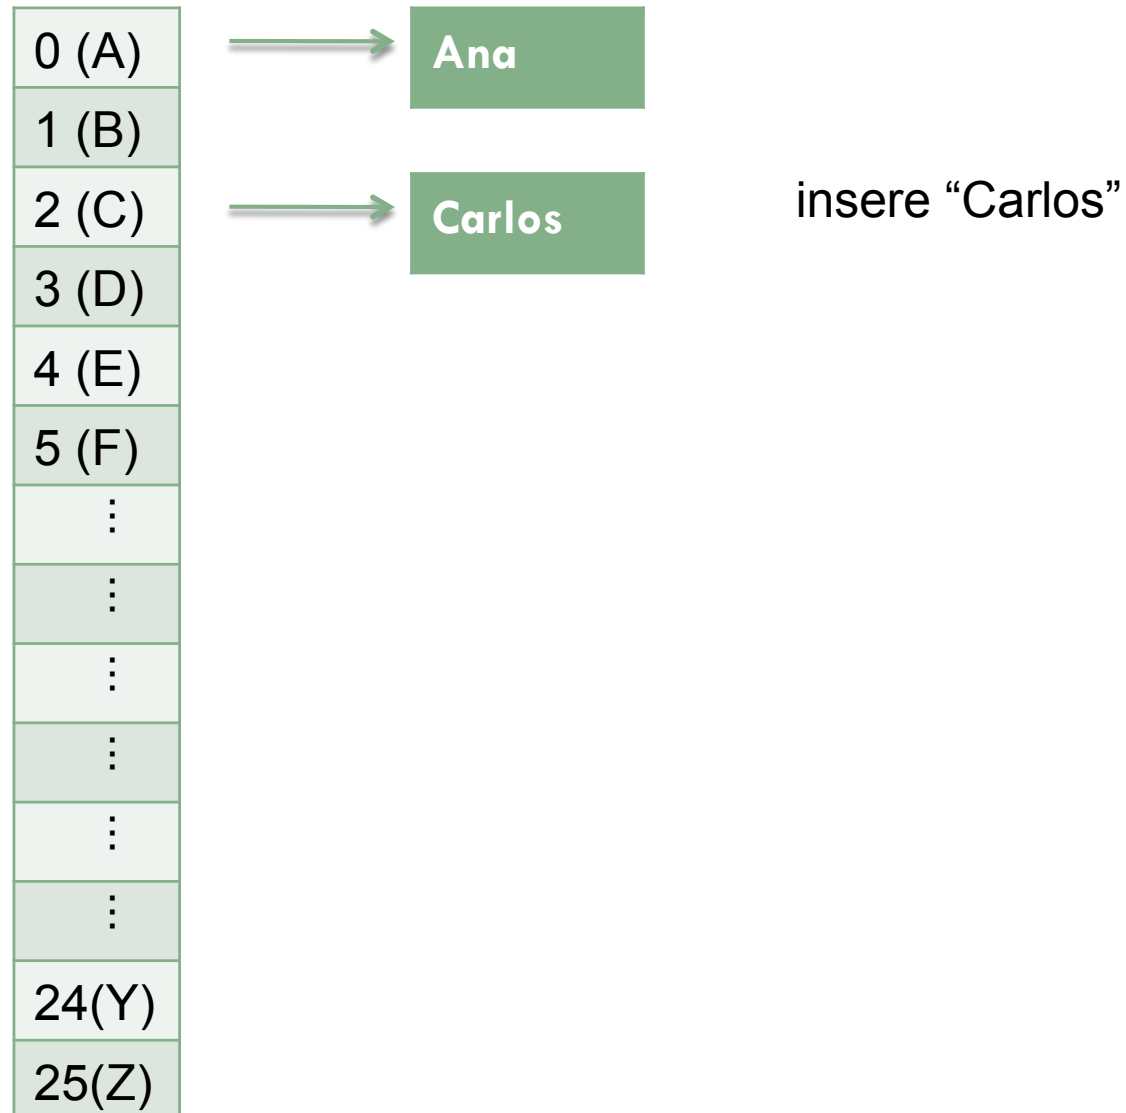 0 (A)
Ana
1 (B)
2 (C)
Carlos
insere “Carlos”
3 (D)
4 (E)
5 (F)
⋮
⋮
⋮
⋮
⋮
⋮
24(Y)
25(Z)